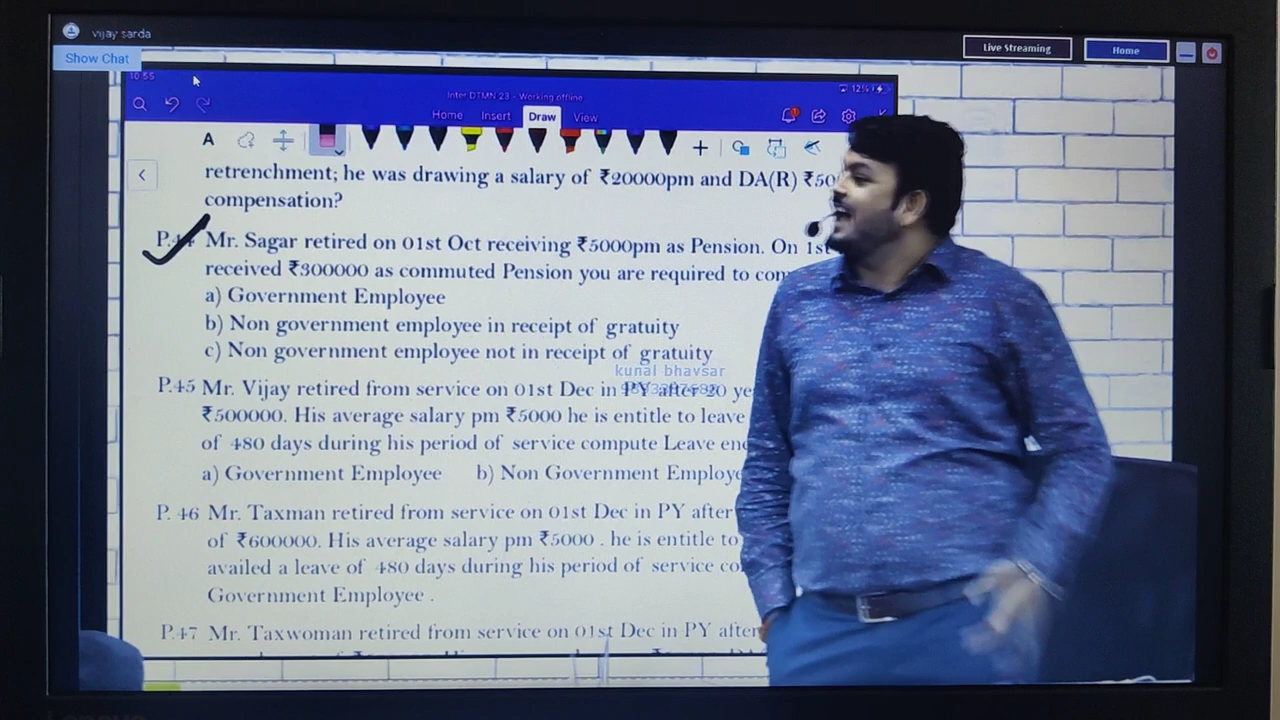 vijay sarda
Live Streaming
Home
Show Chat
10:55
12%
Inter DTMN 23 - Working offline
Home Insert Draw View
A
retrenchment; he was drawing a salary of ₹20000pm and DA(R)
compensation?
Mr. Sagar retired on 01st Oct receiving ₹5000pm as Pension. On 1st
received ₹300000 as commuted Pension you are required to
a) Government Employee
b) Non government employee in receipt of gratuity
c) Non government employee not in receipt of gratuity
kunal bhavsar
P.45 Mr. Vijay retired from service on 01st Dec in PY after 20
₹500000. His average salary pm ₹5000 he is entitle to leave
of 480 days during his period of service compute Leave
a) Government Employee b) Non Government
P. 46 Mr. Taxman retired from service on 01st Dec in PY after
of ₹600000. His average salary pm ₹5000 . he is entitle to
availed a leave of 480 days during his period of service
Government Employee .
P.47 Mr. Taxwoman retired from service on 01st Dec in PY after